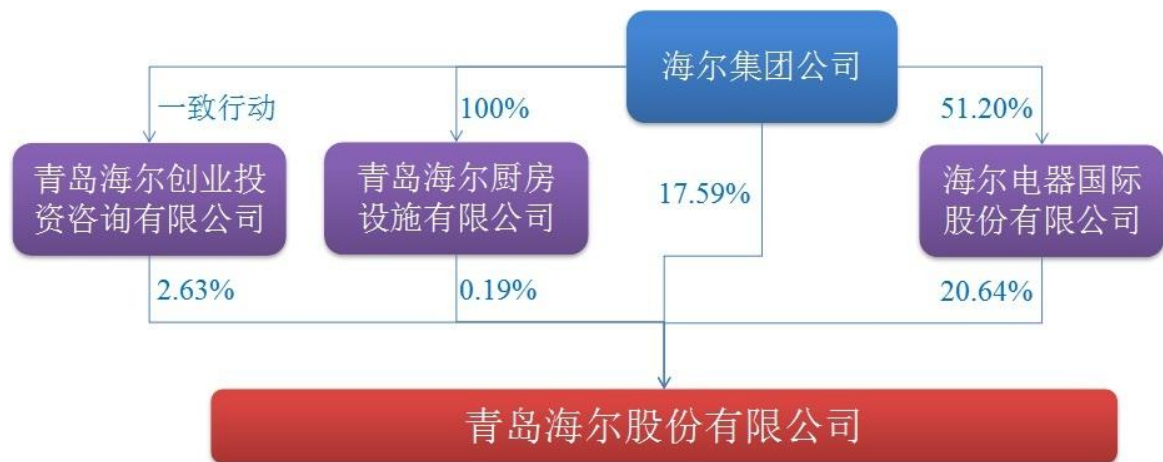 海尔集团公司
一致行动
100%
51.20%
青岛海尔创业投
资咨询有限公司
青岛海尔厨房
设施有限公司
17.59%
海尔电器国际
股份有限公司
2.63%
0.19%
20.64%
青岛海尔股份有限公司